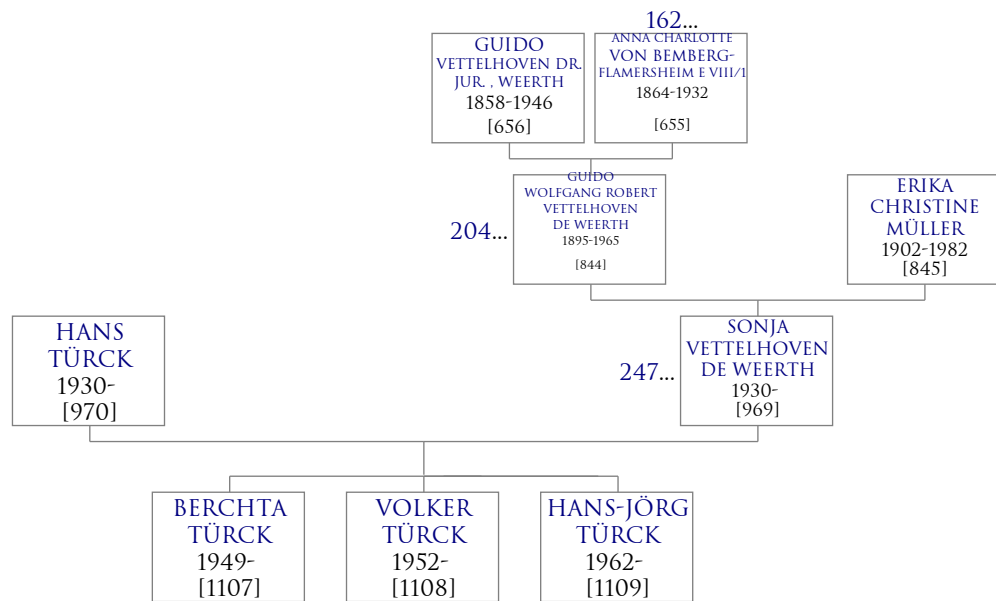 162...
GUIDO
VETTELHOVEN DR.
JUR. , WEERTH
1858-1946
[656]
ANNA CHARLOTTE
VON BEMBERG-
FLAMERSHEIM E VIII/1
1864-1932
[655]
204...
GUIDO
WOLFGANG ROBERT
VETTELHOVEN
DE WEERTH
1895-1965
[844]
ERIKA
CHRISTINE
MÜLLER
1902-1982
[845]
HANS
TÜRCK
1930-
[970]
247...
SONJA
VETTELHOVEN
DE WEERTH
1930-
[969]
BERCHTA
TÜRCK
1949-
[1107]
VOLKER
TÜRCK
1952-
[1108]
HANS-JÖRG
TÜRCK
1962-
[1109]